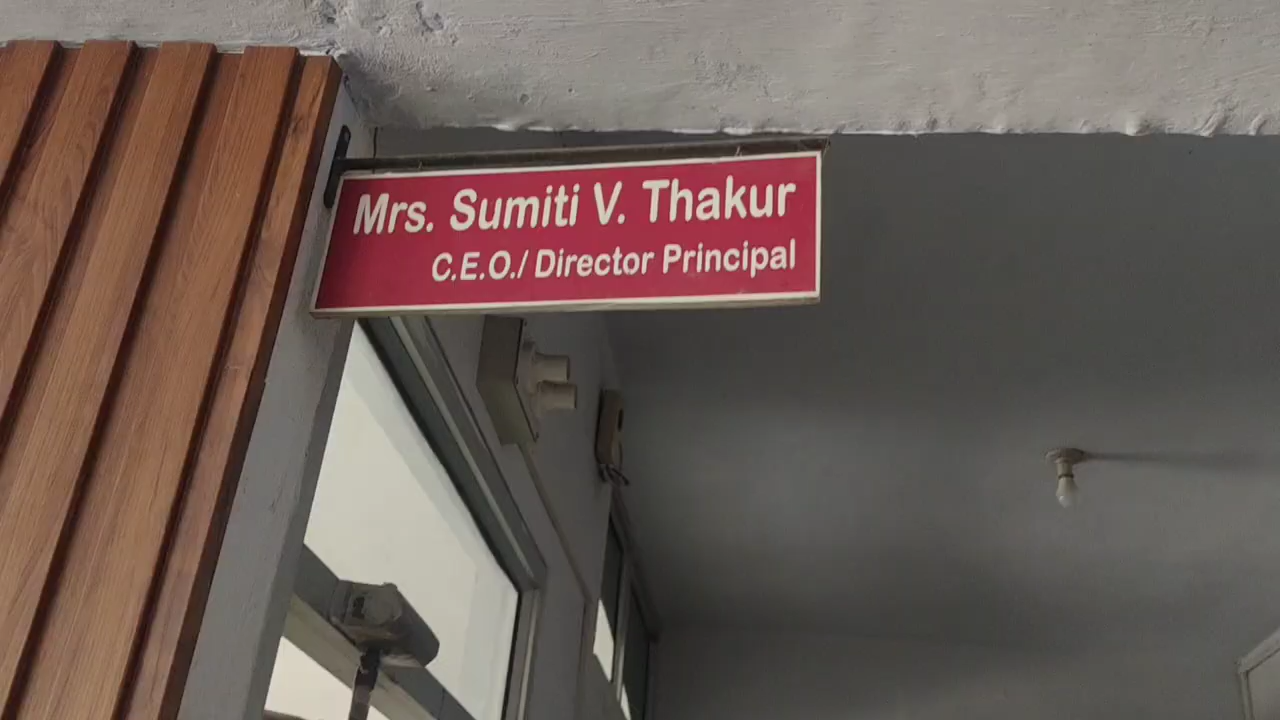 Mrs. Sumiti V. Thakur
C.E.O./ Director Principal